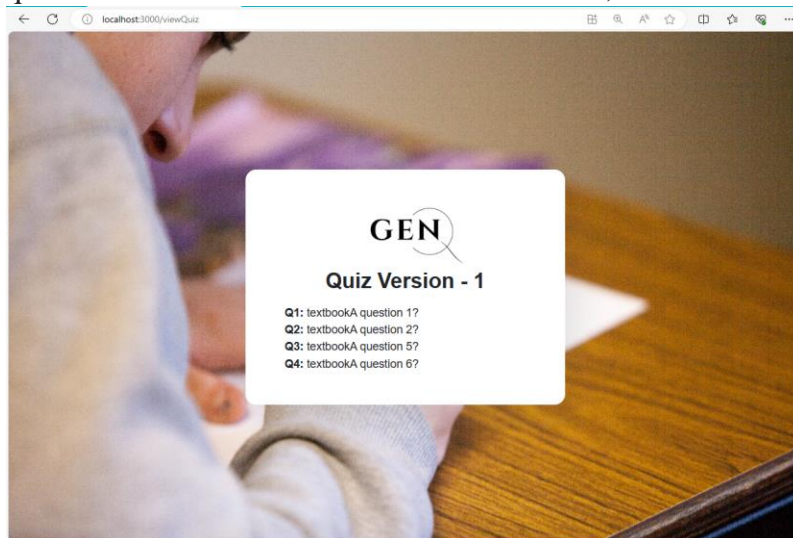 localhost:3000/viewQuiz
GEN
Quiz Version - 1
Q1: textbookA question 1?
Q2: textbookA question 2?
Q3: textbookA question 5?
Q4: textbookA question 6?